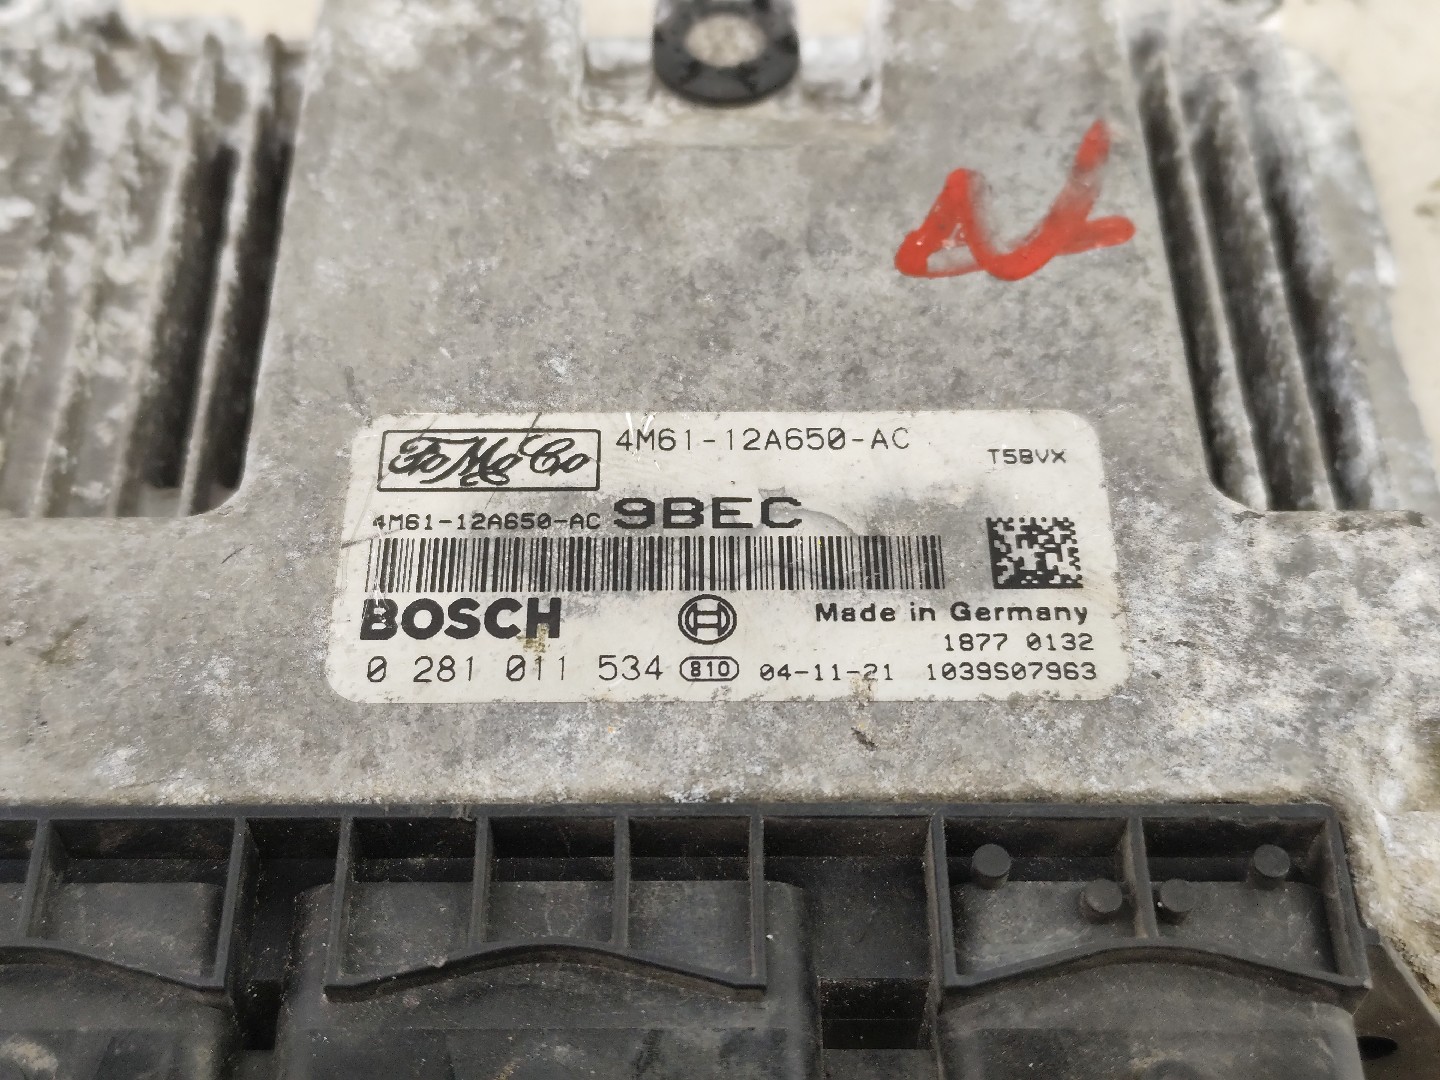 FoMoCo
4M61-12A650-AC
T5BVX
4M61-12A650-AC 9BEC
BOSCH
Made in Germany
1877 0132
0 281 011 534 810 04-11-21 1039S07963